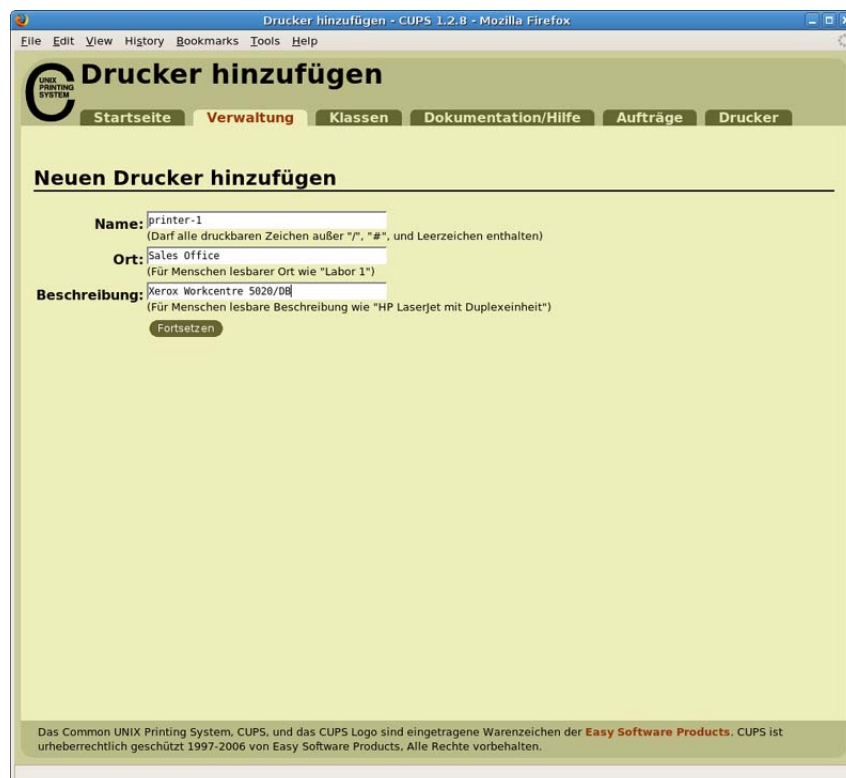 Drucker hinzufügen - CUPS 1.2.8 - Mozilla Firefox
File Edit View History Bookmarks Tools Help
UNIX
PRINTING
SYSTEM
Drucker hinzufügen
Startseite Verwaltung Klassen Dokumentation/Hilfe Aufträge Drucker
Neuen Drucker hinzufügen
Name: printer-1
(Darf alle druckbaren Zeichen außer "/", "#", und Leerzeichen enthalten)
Ort: Sales Office
(Für Menschen lesbarer Ort wie "Labor 1")
Beschreibung: Xerox Workcentre 5020/DB
(Für Menschen lesbare Beschreibung wie "HP LaserJet mit Duplexeinheit")
Fortsetzen
Das Common UNIX Printing System, CUPS, und das CUPS Logo sind eingetragene Warenzeichen der Easy Software Products. CUPS ist
urheberrechtlich geschützt 1997-2006 von Easy Software Products, Alle Rechte vorbehalten.